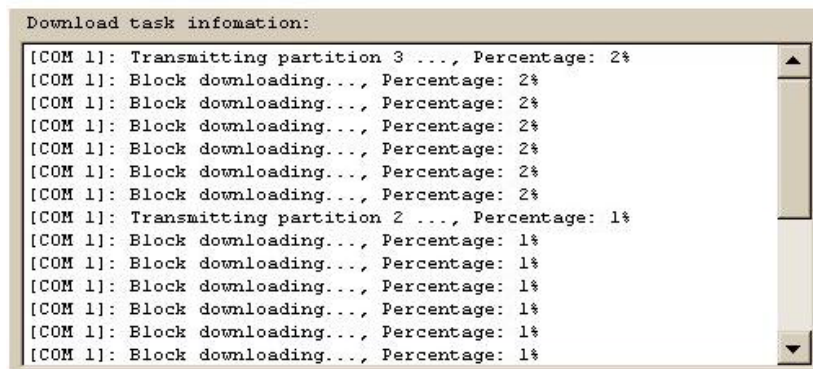 Download task infomation:
[COM 1]: Transmitting partition 3 ..., Percentage: 2%
[COM 1]: Block downloading..., Percentage: 2%
[COM 1]: Block downloading..., Percentage: 2%
[COM 1]: Block downloading..., Percentage: 2%
[COM 1]: Block downloading..., Percentage: 2%
[COM 1]: Block downloading..., Percentage: 2%
[COM 1]: Block downloading..., Percentage: 2%
[COM 1]: Transmitting partition 2 ..., Percentage: 1%
[COM 1]: Block downloading..., Percentage: 1%
[COM 1]: Block downloading..., Percentage: 1%
[COM 1]: Block downloading..., Percentage: 1%
[COM 1]: Block downloading..., Percentage: 1%
[COM 1]: Block downloading..., Percentage: 1%
[COM 1]: Block downloading..., Percentage: 1%